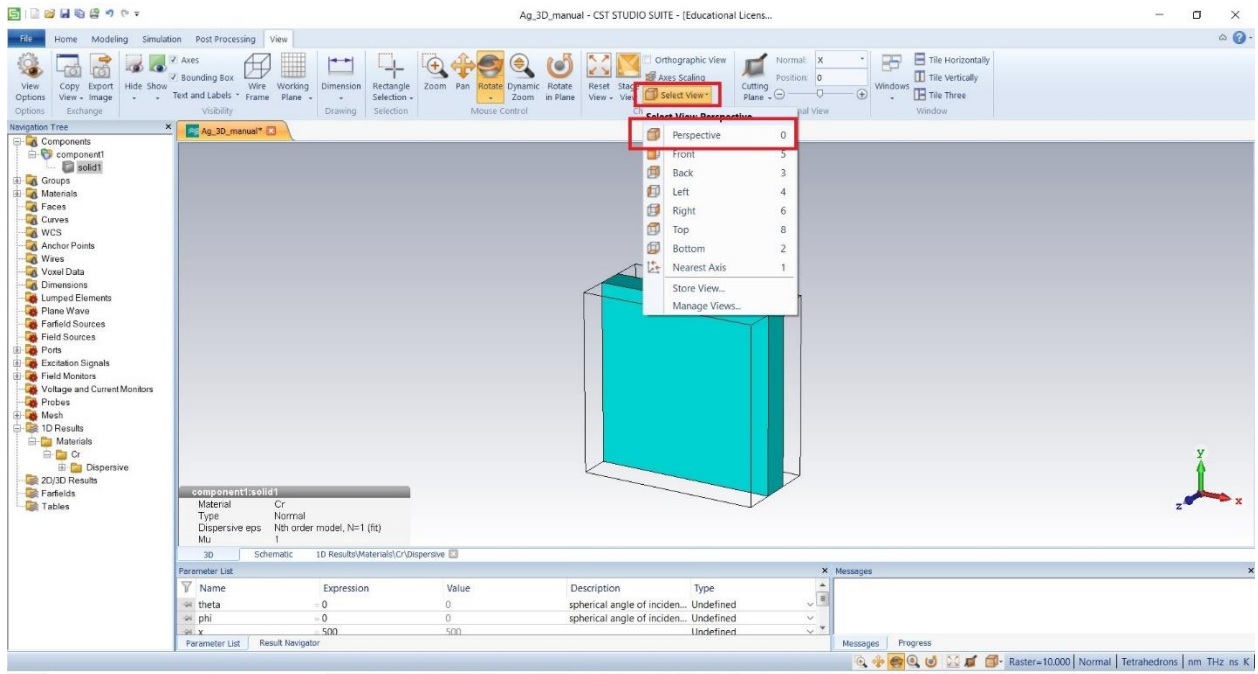 Ag_3D_manual - CST STUDIO SUITE - [Educational Licens...
File Home Modeling Simulation Post Processing View
View Options
Copy View
Export Image
Hide
Show
Axes
Bounding Box
Text and Labels
Wire Frame
Working Plane
Dimension
Rectangle Selection
Zoom
Pan
Rotate
Dynamic Zoom
Rotate in Plane
Reset View
Orthographic View
Axes Scaling
Select View
Cutting Plane
Normal: X
Position: 0
Windows
Tile Horizontally
Tile Vertically
Tile Three
Options Exchange Visibility Drawing Selection Mouse Control Window
Navigation Tree
Components
component1
solid1
Groups
Materials
Faces
Curves
WCS
Anchor Points
Wires
Voxel Data
Dimensions
Lumped Elements
Plane Wave
Farfield Sources
Field Sources
Ports
Excitation Signals
Field Monitors
Voltage and Current Monitors
Probes
Mesh
1D Results
Materials
Cr
Dispersive
2D/3D Results
Farfields
Tables
Ag_3D_manual*
Select View Perspective
Perspective 0
Front 5
Back 3
Left 4
Right 6
Top 8
Bottom 2
Nearest Axis 1
Store View...
Manage Views...
y
z
x
component1:solid1
Material Cr
Type Normal
Dispersive eps Nth order model, N=1 (fit)
Mu 1
3D Schematic 1D Results\Materials\Cr\Dispersive
Parameter List
Name Expression Value Description Type
theta = 0 0 spherical angle of inciden... Undefined
phi = 0 0 spherical angle of inciden... Undefined
x = 500 500 Undefined
Parameter List Result Navigator
Messages
Messages Progress
Raster=10.000 Normal Tetrahedrons nm THz ns K